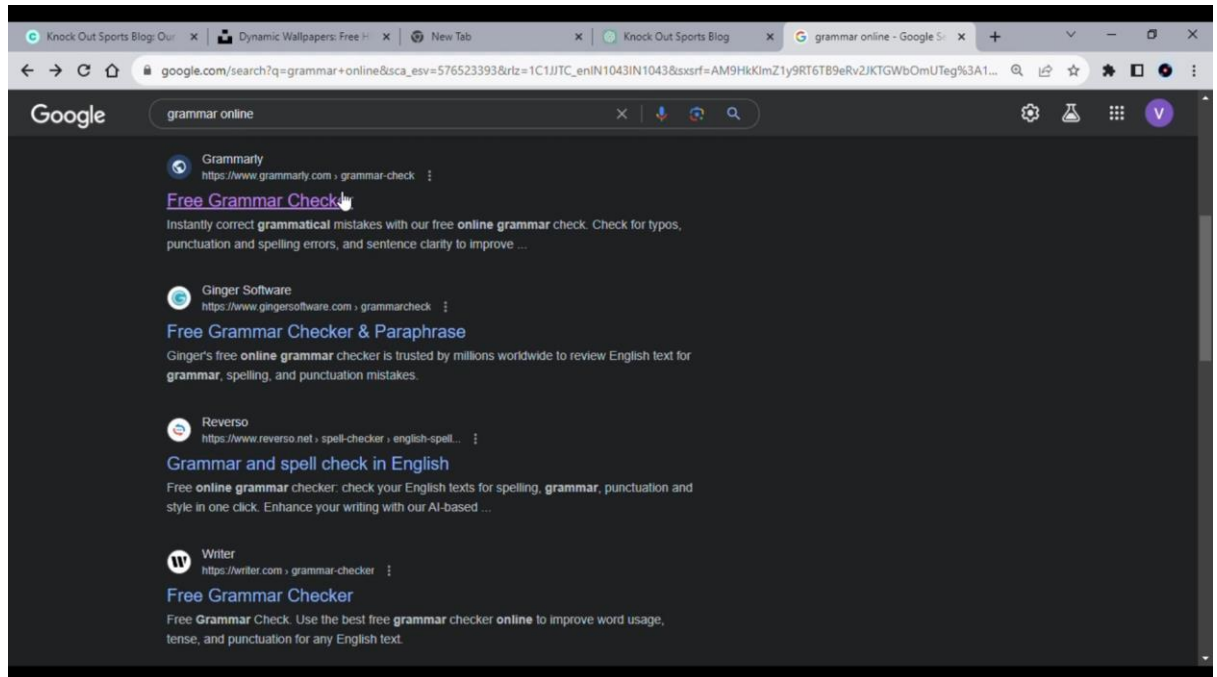 Knock Out Sports Blog: Our
Dynamic Wallpapers: Free H
New Tab
Knock Out Sports Blog
grammar online - Google Se
google.com/search?q=grammar+online&sca_esv=576523393&rlz=1C1JJTC_enIN1043IN1043&sxsrf=AM9HkKlmZ1y9RT6TB9eRv2JKTGWbOmUTeg%3A1...
Google
grammar online
V
Grammarly
https://www.grammarly.com › grammar-check
Free Grammar Checker
Instantly correct grammatical mistakes with our free online grammar check. Check for typos,
punctuation and spelling errors, and sentence clarity to improve ...
Ginger Software
https://www.gingersoftware.com › grammarcheck
Free Grammar Checker & Paraphrase
Ginger's free online grammar checker is trusted by millions worldwide to review English text for
grammar, spelling, and punctuation mistakes.
Reverso
https://www.reverso.net › spell-checker › english-spell...
Grammar and spell check in English
Free online grammar checker: check your English texts for spelling, grammar, punctuation and
style in one click. Enhance your writing with our AI-based ...
Writer
https://writer.com › grammar-checker
Free Grammar Checker
Free Grammar Check. Use the best free grammar checker online to improve word usage,
tense, and punctuation for any English text.